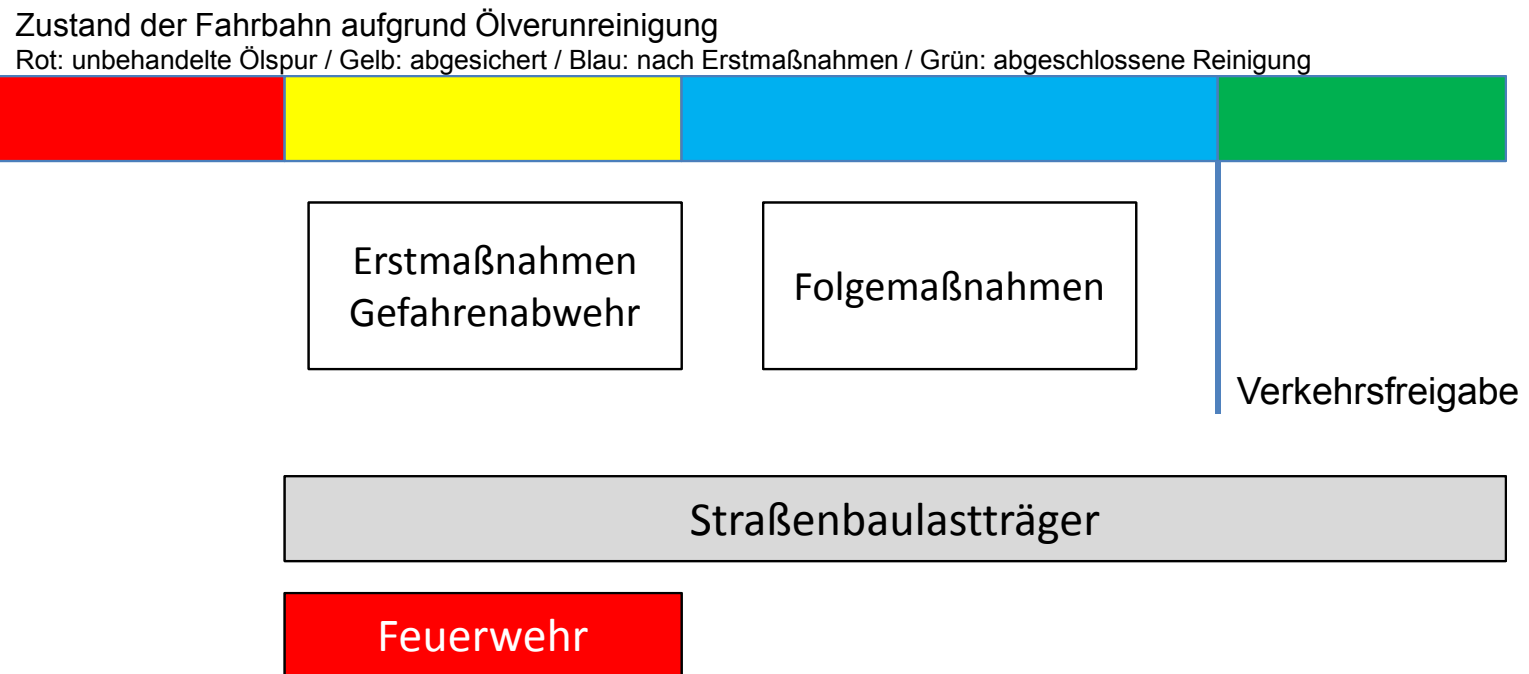 Zustand der Fahrbahn aufgrund Ölverunreinigung
Rot: unbehandelte Ölspur / Gelb: abgesichert / Blau: nach Erstmaßnahmen / Grün: abgeschlossene Reinigung
Erstmaßnahmen
Gefahrenabwehr
Folgemaßnahmen
Verkehrsfreigabe
Straßenbaulastträger
Feuerwehr